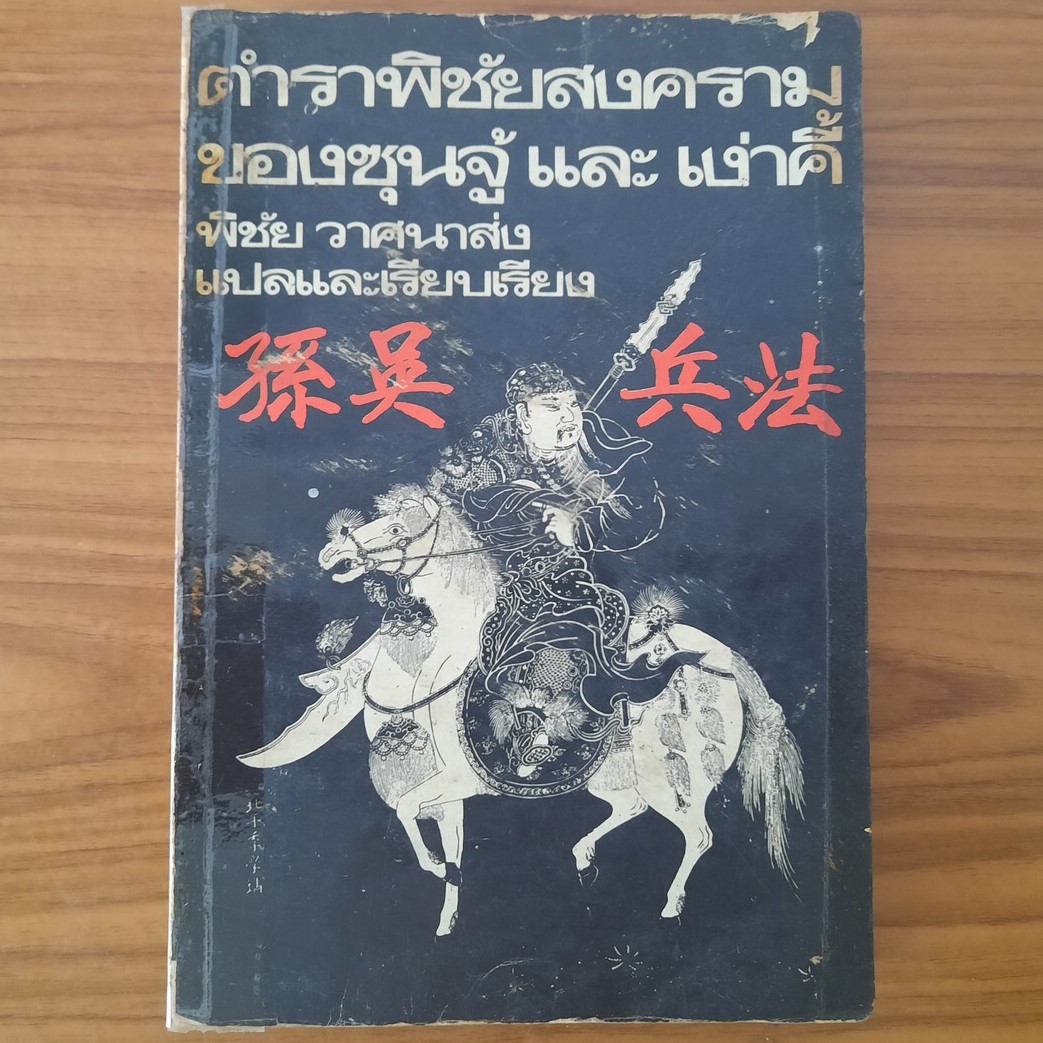 ตำราพิชัยสงคราม
ของซุนจู้ และ เง่าคี้
พิชัย วาศนาส่ง
แปลและเรียบเรียง
孫吳 兵法